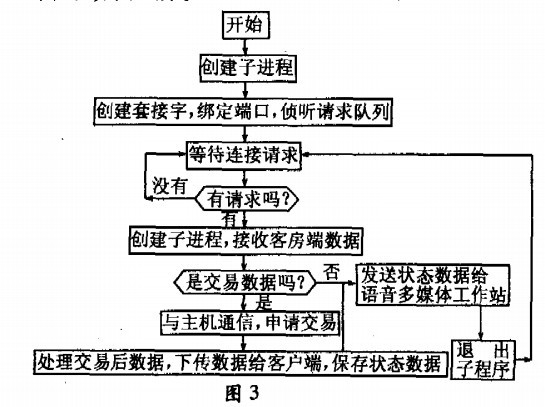 开始
创建子进程
创建套接字,绑定端口,侦听请求队列
等待连接请求
没有
有请求吗?
有
创建子进程,接收客房端数据
是交易数据吗?
否
发送状态数据给
语音多媒体工作站
是
与主机通信,申请交易
退 出
子程序
处理交易后数据,下传数据给客户端,保存状态数据
图 3